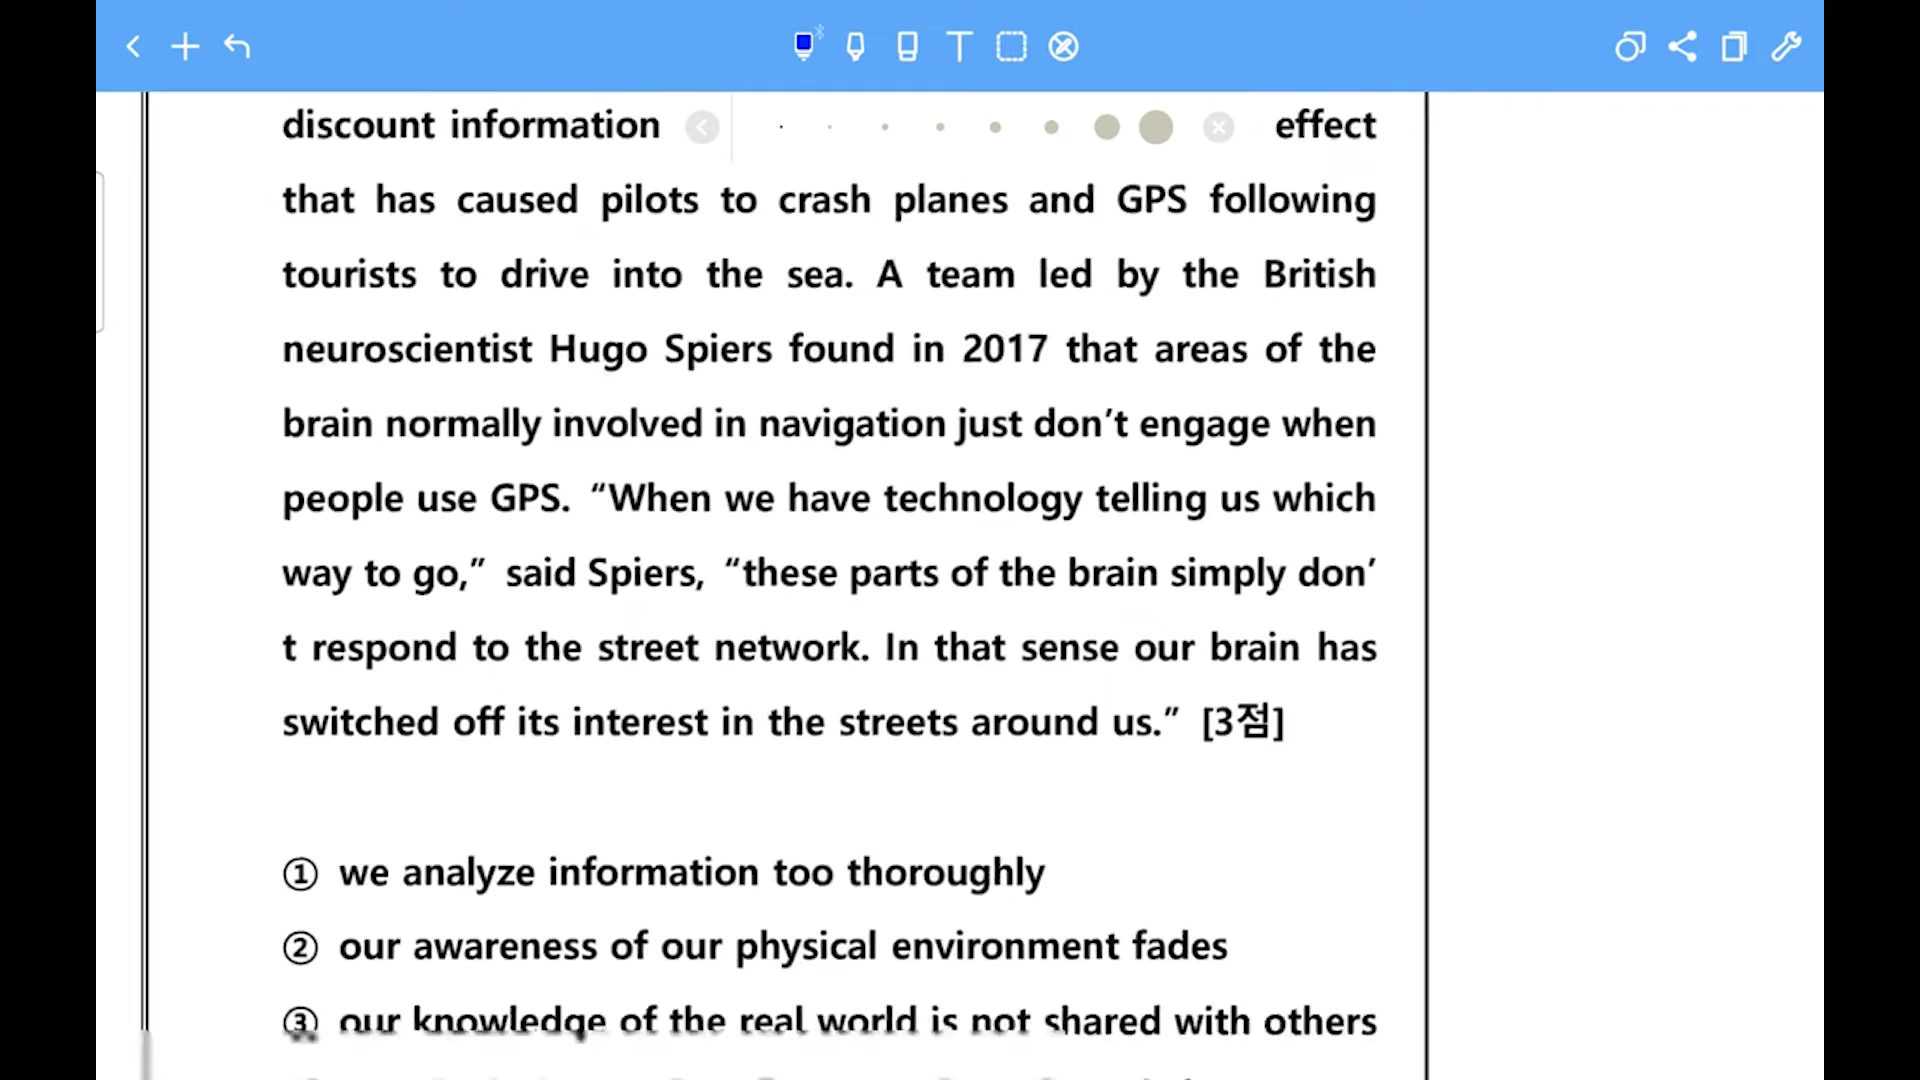 discount information effect
that has caused pilots to crash planes and GPS following
tourists to drive into the sea. A team led by the British
neuroscientist Hugo Spiers found in 2017 that areas of the
brain normally involved in navigation just don’t engage when
people use GPS. “When we have technology telling us which
way to go,” said Spiers, “these parts of the brain simply don’
t respond to the street network. In that sense our brain has
switched off its interest in the streets around us.” [3점]
① we analyze information too thoroughly
② our awareness of our physical environment fades
③ our knowledge of the real world is not shared with others